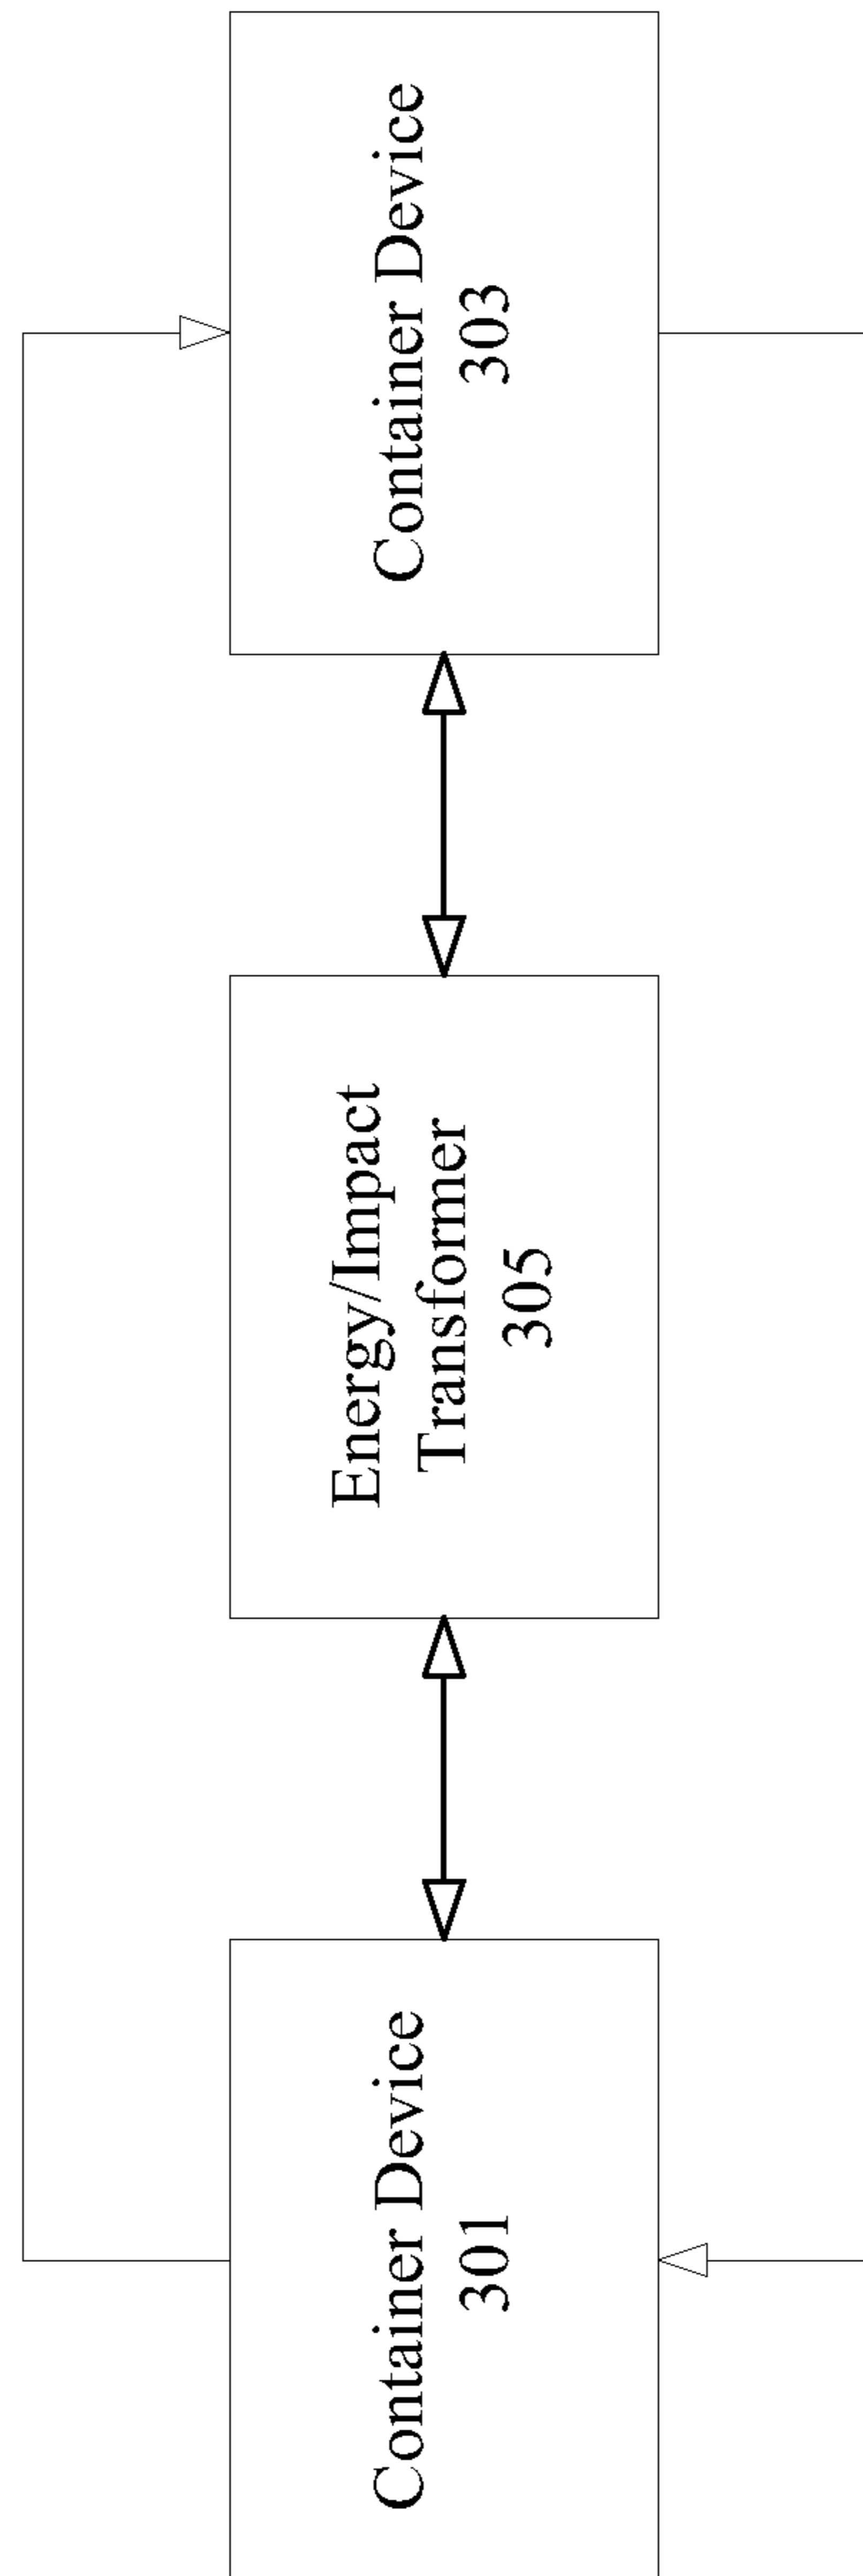 Container Device
301
Energy/Impact
Transformer
305
Container Device
303